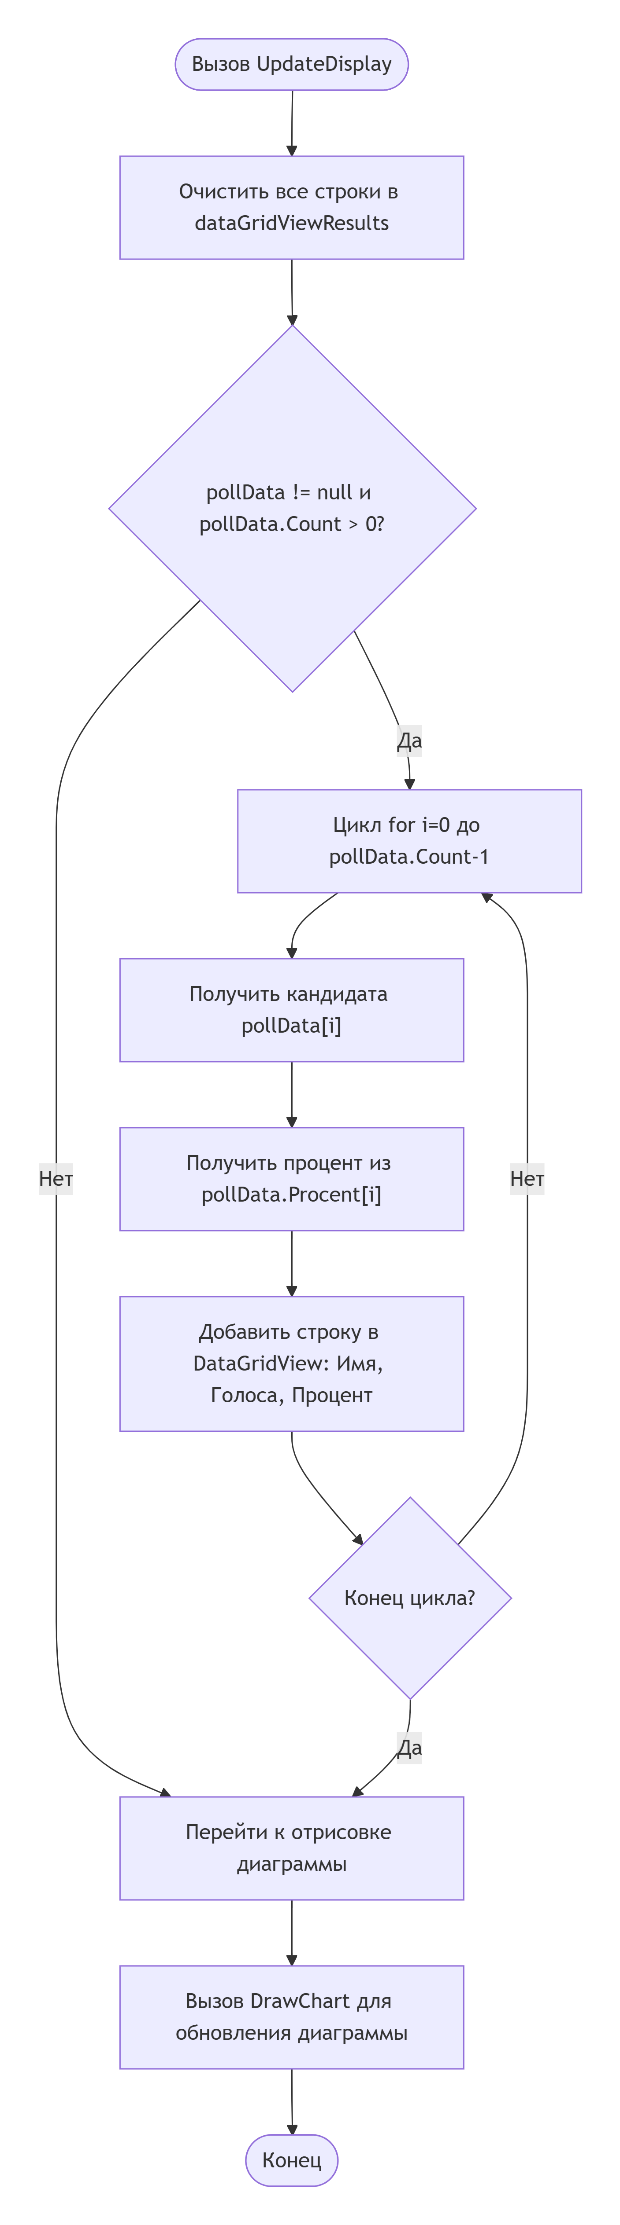 Вызов UpdateDisplay
Очистить все строки в
dataGridViewResults
pollData != null и
pollData.Count > 0?
Да
Цикл for i=0 до
pollData.Count-1
Получить кандидата
pollData[i]
Получить процент из
pollData.Procent[i]
Нет
Нет
Добавить строку в
DataGridView: Имя,
Голоса, Процент
Конец цикла?
Да
Перейти к отрисовке
диаграммы
Вызов DrawChart для
обновления диаграммы
Конец